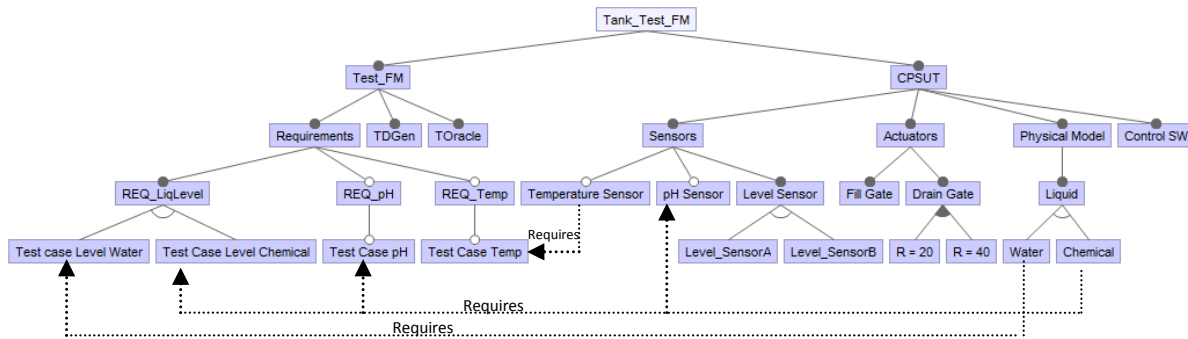 Tank_Test_FM
Test_FM
CPSUT
Requirements
TDGen
TOracle
Sensors
Actuators
Physical Model
Control SW
REQ_LiqLevel
REQ_pH
REQ_Temp
Temperature Sensor
pH Sensor
Level Sensor
Fill Gate
Drain Gate
Liquid
Requires
Test case Level Water
Test Case Level Chemical
Test Case pH
Test Case Temp
Level_SensorA
Level_SensorB
R = 20
R = 40
Water
Chemical
Requires
Requires